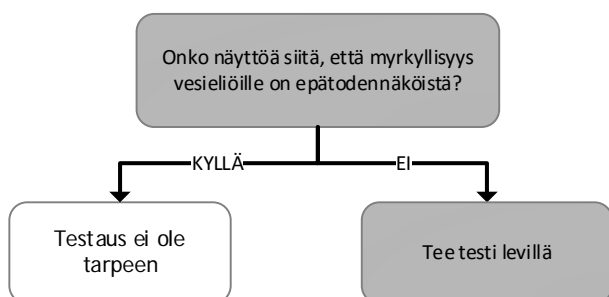 Onko näyttöä siitä, että myrkyllisyys
vesieliöille on epätodennäköistä?
KYLLÄ
EI
Testaus ei ole
tarpeen
Tee testi levillä